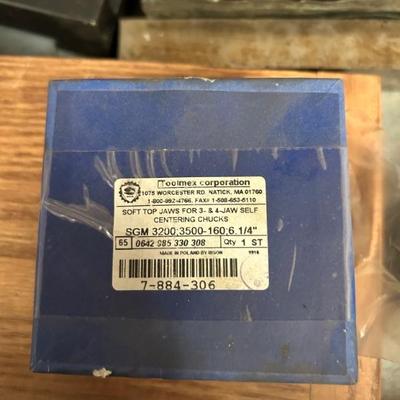 Toolmex corporation
1075 WORCESTER RD. NATICK, MA 01760
1-800-992-4766, FAX# 1-508-653-5110
SOFT TOP JAWS FOR 3- & 4-JAW SELF
CENTERING CHUCKS
SGM 3200;3500-160;6.1/4"
65 0642 985 330 308 Qty 1 ST
MADE IN POLAND BY BISON
7-884-306